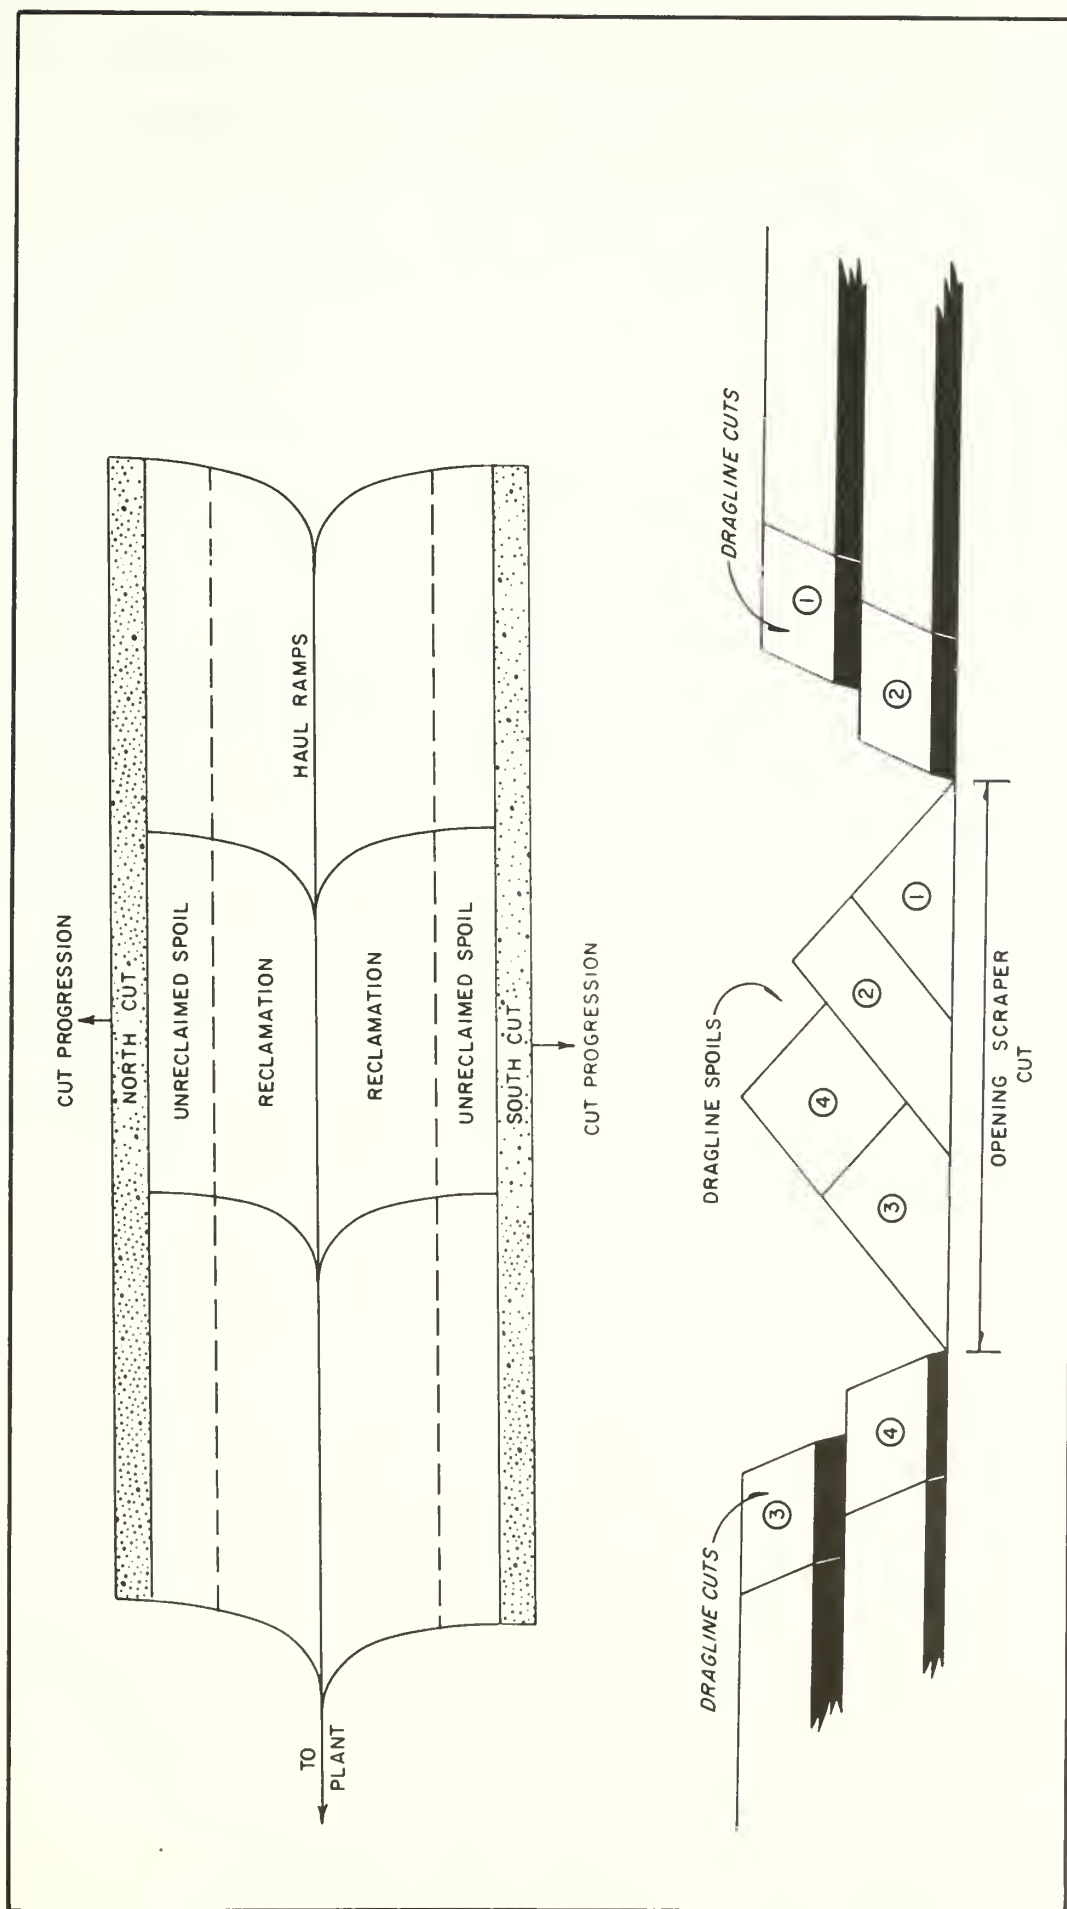 CUT PROGRESSION
NORTH CUT
UNRECLAIMED SPOIL
RECLAMATION
HAUL RAMPS
RECLAMATION
UNRECLAIMED SPOIL
SOUTH CUT
CUT PROGRESSION
TO
PLANT
DRAGLINE CUTS
3
4
DRAGLINE SPOILS
4
3
2
1
OPENING SCRAPER
CUT
DRAGLINE CUTS
1
2